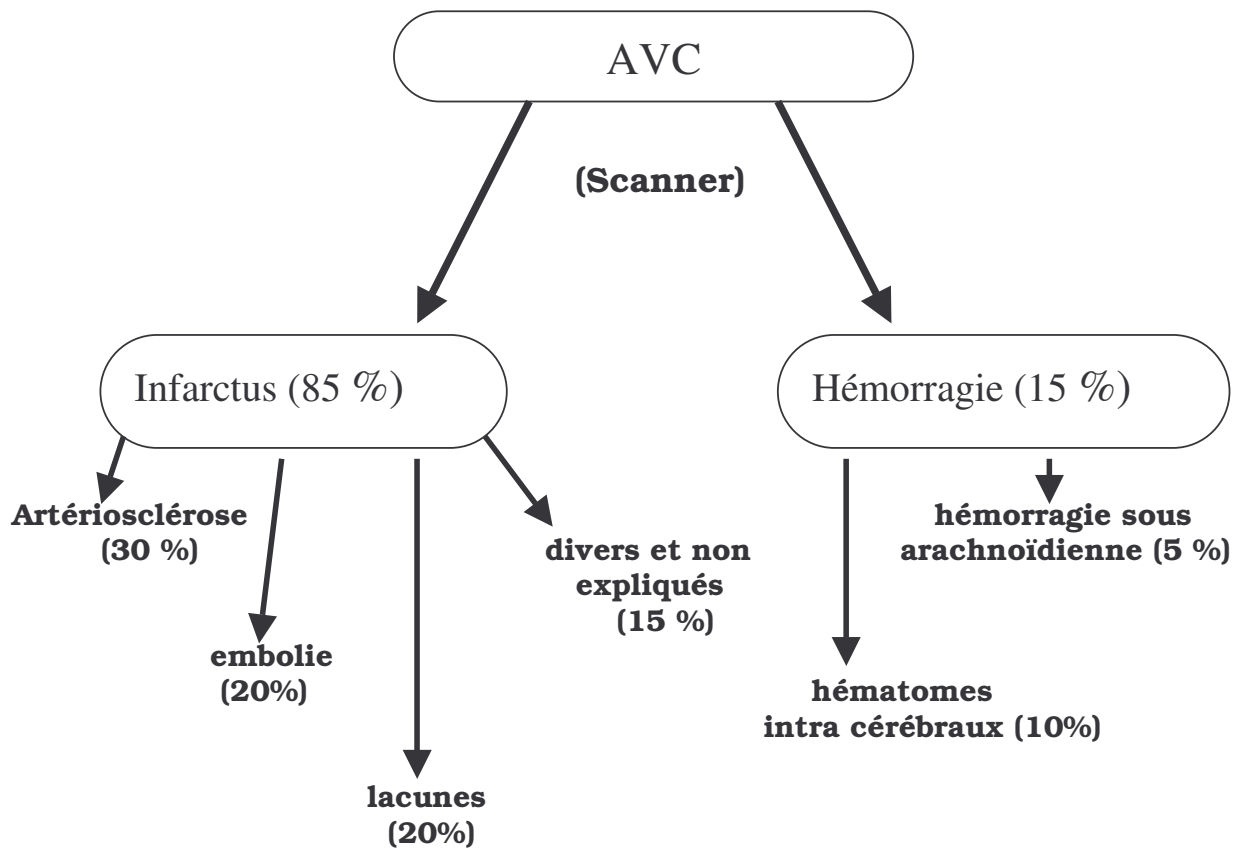 AVC
(Scanner)
Infarctus (85 %)
Hémorragie (15 %)
Artériosclérose
(30 %)
embolie
(20%)
lacunes
(20%)
divers et non
expliqués
(15 %)
hématomes
intra cérébraux (10%)
hémorragie sous
arachnoïdienne (5 %)